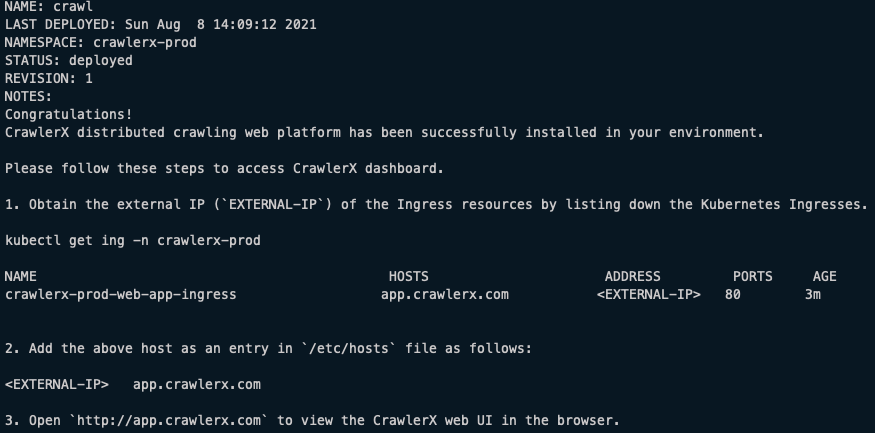 NAME: crawl
LAST DEPLOYED: Sun Aug  8 14:09:12 2021
NAMESPACE: crawlerx-prod
STATUS: deployed
REVISION: 1
NOTES:
Congratulations!
CrawlerX distributed crawling web platform has been successfully installed in your environment.
Please follow these steps to access CrawlerX dashboard.
1. Obtain the external IP (`EXTERNAL-IP`) of the Ingress resources by listing down the Kubernetes Ingresses.
kubectl get ing -n crawlerx-prod
NAME                                            HOSTS                      ADDRESS         PORTS     AGE
crawlerx-prod-web-app-ingress                  app.crawlerx.com           <EXTERNAL-IP>   80        3m
2. Add the above host as an entry in `/etc/hosts` file as follows:
<EXTERNAL-IP>   app.crawlerx.com
3. Open `http://app.crawlerx.com` to view the CrawlerX web UI in the browser.